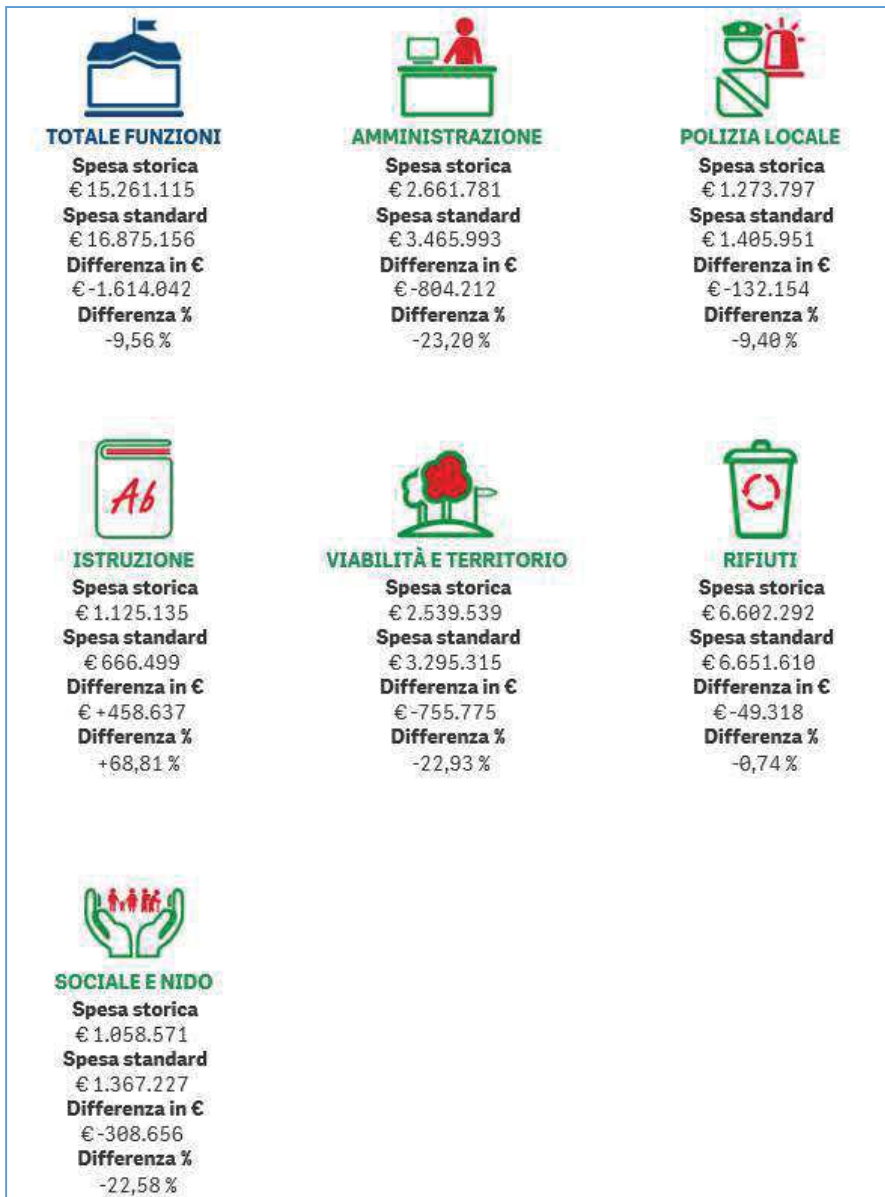 TOTALE FUNZIONI
Spesa storica
€ 15.261.115
Spesa standard
€ 16.875.156
Differenza in €
€ -1.614.042
Differenza %
-9,56 %
AMMINISTRAZIONE
Spesa storica
€ 2.661.781
Spesa standard
€ 3.465.993
Differenza in €
€ -804.212
Differenza %
-23,20 %
POLIZIA LOCALE
Spesa storica
€ 1.273.797
Spesa standard
€ 1.405.951
Differenza in €
€ -132.154
Differenza %
-9,40 %
Ab
ISTRUZIONE
Spesa storica
€ 1.125.135
Spesa standard
€ 666.499
Differenza in €
€ +458.637
Differenza %
+68,81 %
VIABILITÀ E TERRITORIO
Spesa storica
€ 2.539.539
Spesa standard
€ 3.295.315
Differenza in €
€ -755.775
Differenza %
-22,93 %
RIFIUTI
Spesa storica
€ 6.602.292
Spesa standard
€ 6.651.610
Differenza in €
€ -49.318
Differenza %
-0,74 %
SOCIALE E NIDO
Spesa storica
€ 1.058.571
Spesa standard
€ 1.367.227
Differenza in €
€ -308.656
Differenza %
-22,58 %